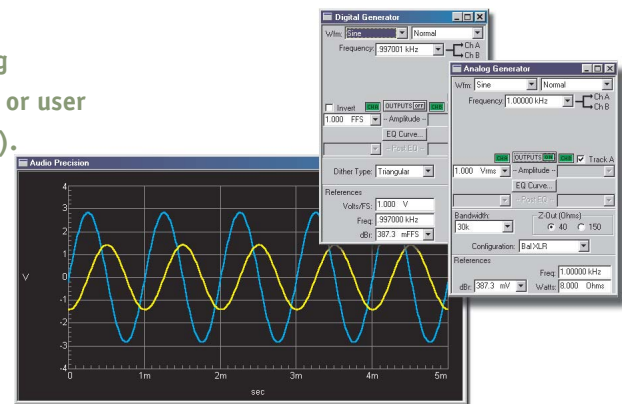 g
or user
).
Digital Generator
Wfm: Sine Normal
Frequency: .997001 kHz
Ch A
Ch B
Invert CHA OUTPUTS OFF CHB
1.000 FFS - Amplitude -
EQ Curve...
- Post EQ -
Dither Type: Triangular
References
Volts/FS: 1.000 V
Freq: .997000 kHz
dBr: 387.3 mFFS
Analog Generator
Wfm: Sine Normal
Frequency: 1.00000 kHz
Ch A
Ch B
CHA OUTPUTS ON CHB Track A
1.000 Vrms - Amplitude -
EQ Curve...
- Post EQ -
Bandwidth: Z-Out (Ohms)
30k 40 150
Configuration: Bal XLR
References
Freq: 1.00000 kHz
dBr: 387.3 mV Watts: 8.000 Ohms
Audio Precision
4
3
2
1
V 0
-1
-2
-3
-4
0 1m 2m 3m 4m 5m
sec